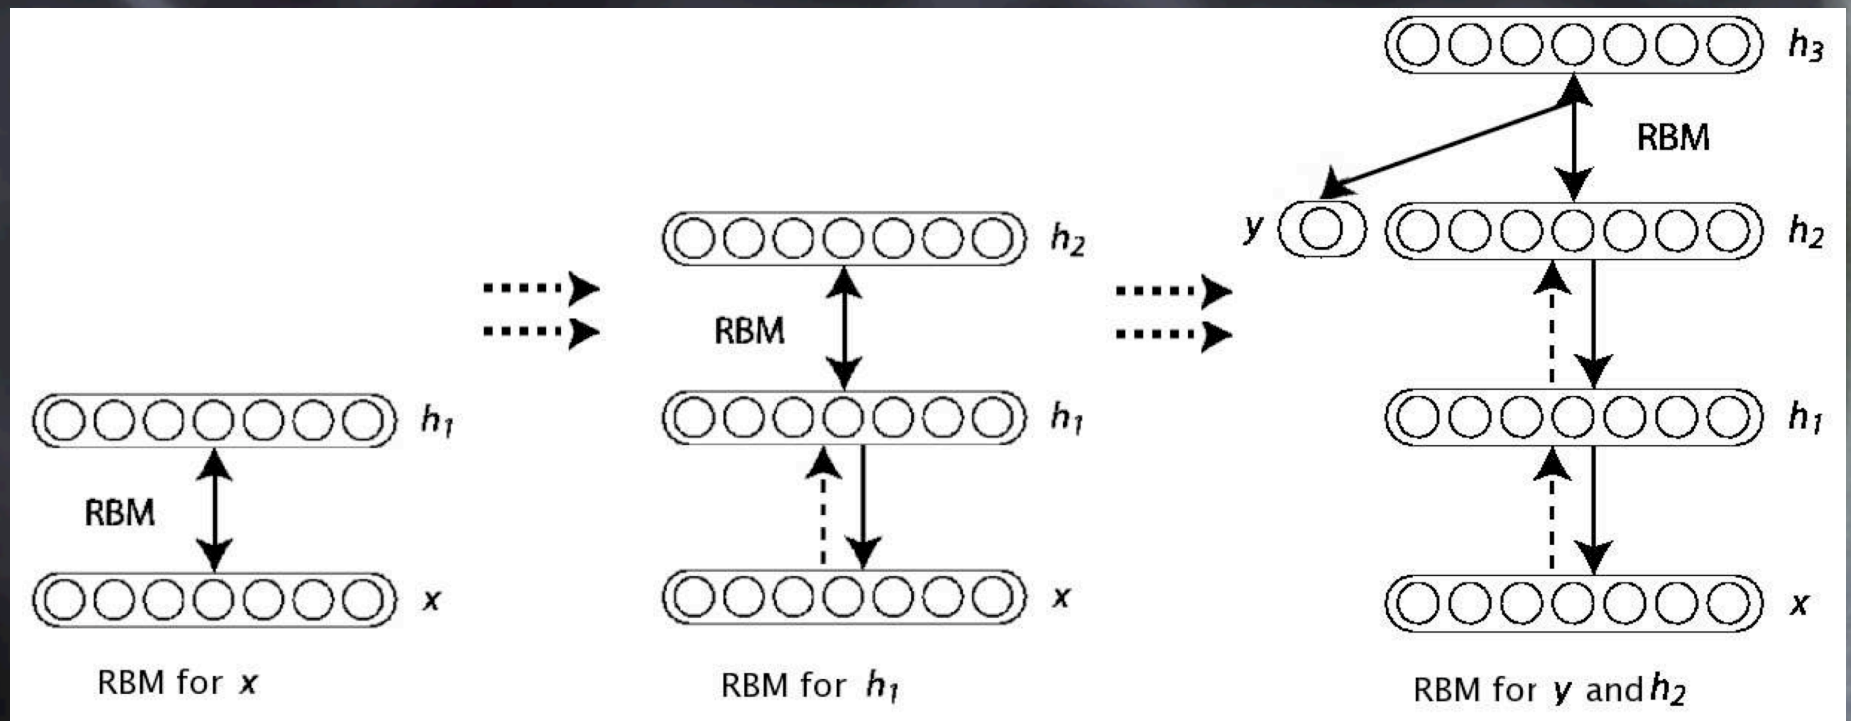 h1
RBM
x
RBM for x
h2
RBM
h1
x
RBM for h1
h3
RBM
y
h2
h1
x
RBM for y and h2